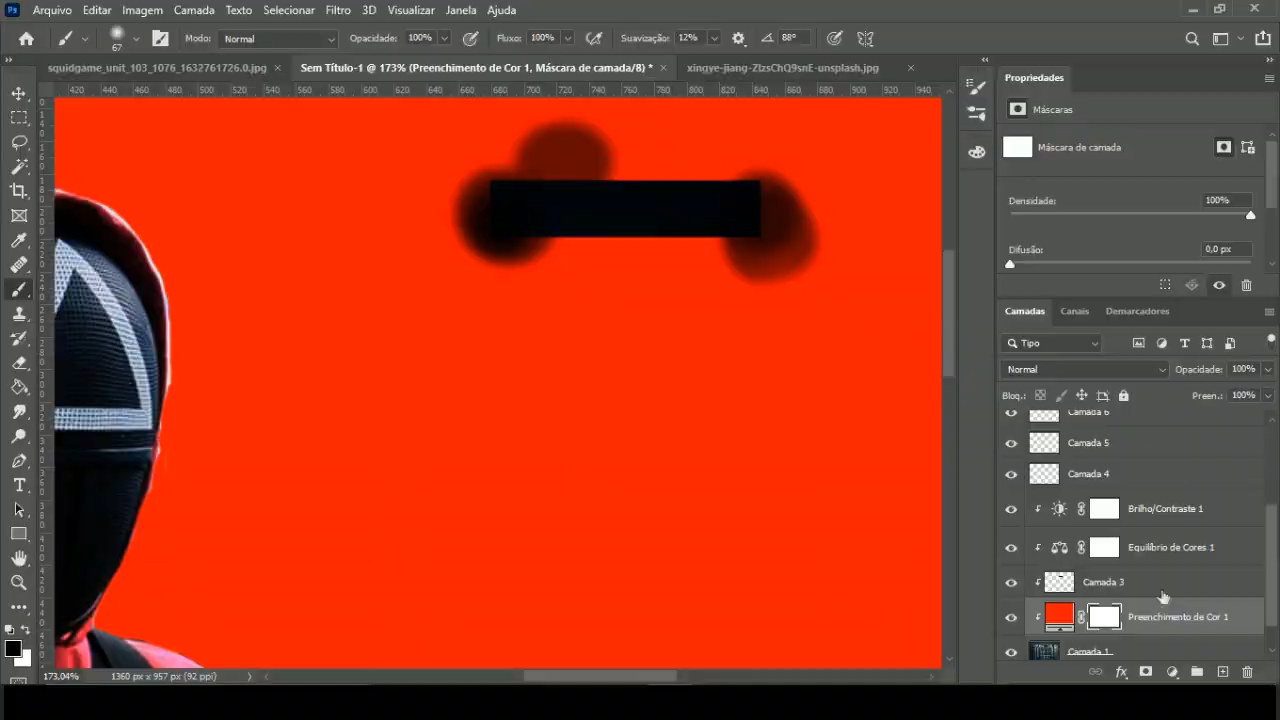 Ps Arquivo Editar Imagem Camada Texto Selecionar Filtro 3D Visualizar Janela Ajuda
67 Modo: Normal Opacidade: 100% Fluxo: 100% Suavização: 12% 88°
squidgame_unit_103_1076_1632761726.0.jpg × Sem Título-1 @ 173% (Preenchimento de Cor 1, Máscara de camada/8) * × xingye-jiang-ZIzsChQ9snE-unsplash.jpg ×
420 440 460 480 500 520 540 560 580 600 620 640 660 680 700 720 740 760 780 800 820 840 860 880 900 920 940
Propriedades
Máscaras
Máscara de camada
Densidade: 100%
Difusão: 0,0 px
Camadas Canais Demarcadores
Tipo
Normal Opacidade: 100%
Bloq.: Preen.: 100%
Camada 6
Camada 5
Camada 4
Brilho/Contraste 1
Equilíbrio de Cores 1
Camada 3
Preenchimento de Cor 1
Camada 1
173,04% 1360 px x 957 px (92 ppi)
fx